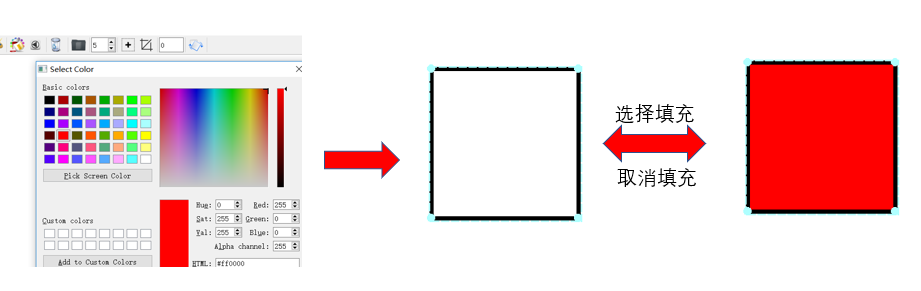 5
0
Select Color
Basic colors
Pick Screen Color
Custom colors
Add to Custom Colors
Hue: 0
Red: 255
Sat: 255
Green: 0
Val: 255
Blue: 0
Alpha channel: 255
HTML: #ff0000
选择填充
取消填充